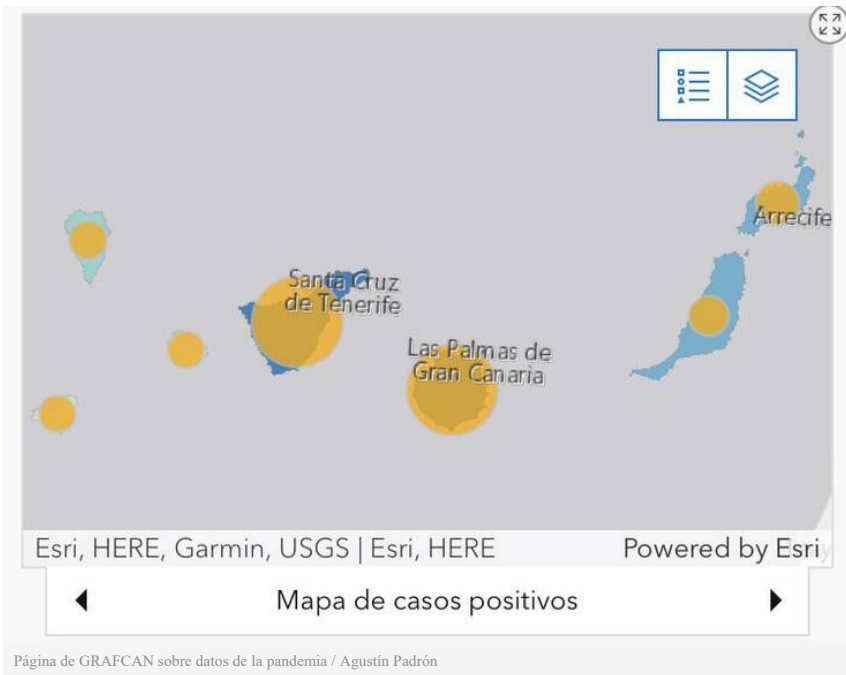 Arrecife
Santa Cruz
de Tenerife
Las Palmas de
Gran Canaria
Esri, HERE, Garmin, USGS | Esri, HERE
Powered by Esri
Mapa de casos positivos
Página de GRAFCAN sobre datos de la pandemia / Agustín Padrón